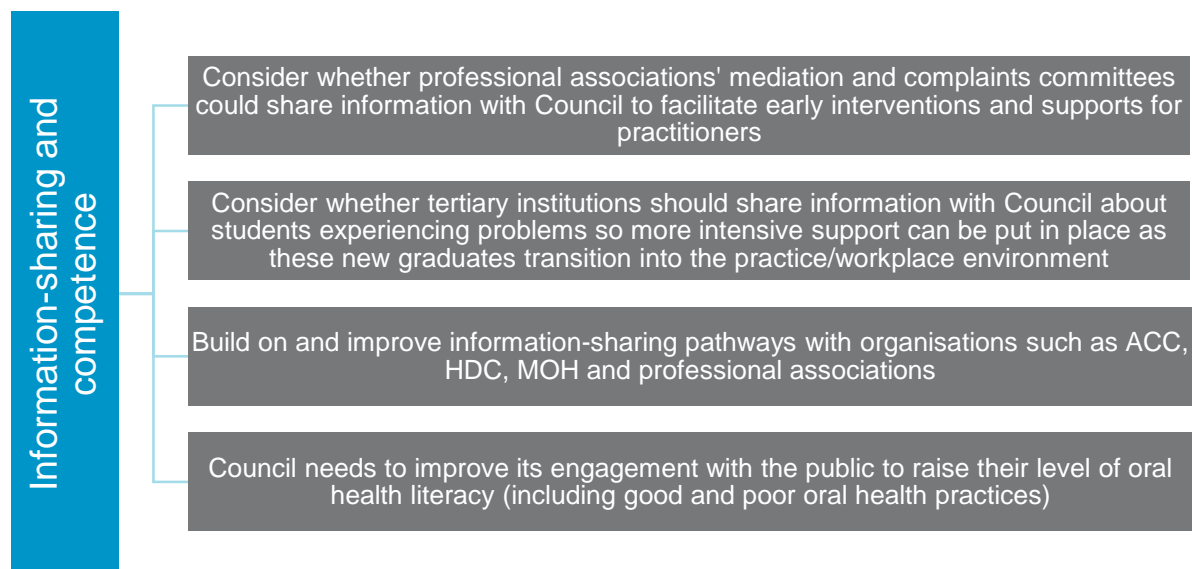 Information-sharing and
competence
Consider whether professional associations' mediation and complaints committees
could share information with Council to facilitate early interventions and supports for
practitioners
Consider whether tertiary institutions should share information with Council about
students experiencing problems so more intensive support can be put in place as
these new graduates transition into the practice/workplace environment
Build on and improve information-sharing pathways with organisations such as ACC,
HDC, MOH and professional associations
Council needs to improve its engagement with the public to raise their level of oral
health literacy (including good and poor oral health practices)